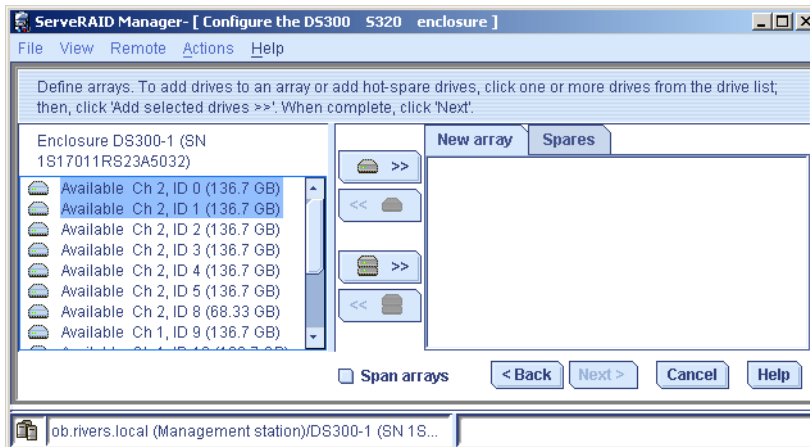 ServeRAID Manager- [ Configure the DS300 S320 enclosure ]
File View Remote Actions Help
Define arrays. To add drives to an array or add hot-spare drives, click one or more drives from the drive list;
then, click 'Add selected drives >>'. When complete, click 'Next'.
Enclosure DS300-1 (SN
1S17011RS23A5032)
Available Ch 2, ID 0 (136.7 GB)
Available Ch 2, ID 1 (136.7 GB)
Available Ch 2, ID 2 (136.7 GB)
Available Ch 2, ID 3 (136.7 GB)
Available Ch 2, ID 4 (136.7 GB)
Available Ch 2, ID 5 (136.7 GB)
Available Ch 2, ID 8 (68.33 GB)
Available Ch 1, ID 9 (136.7 GB)
>>
<<
>>
<<
New array Spares
Span arrays
< Back Next > Cancel Help
ob.rivers.local (Management station)/DS300-1 (SN 1S...